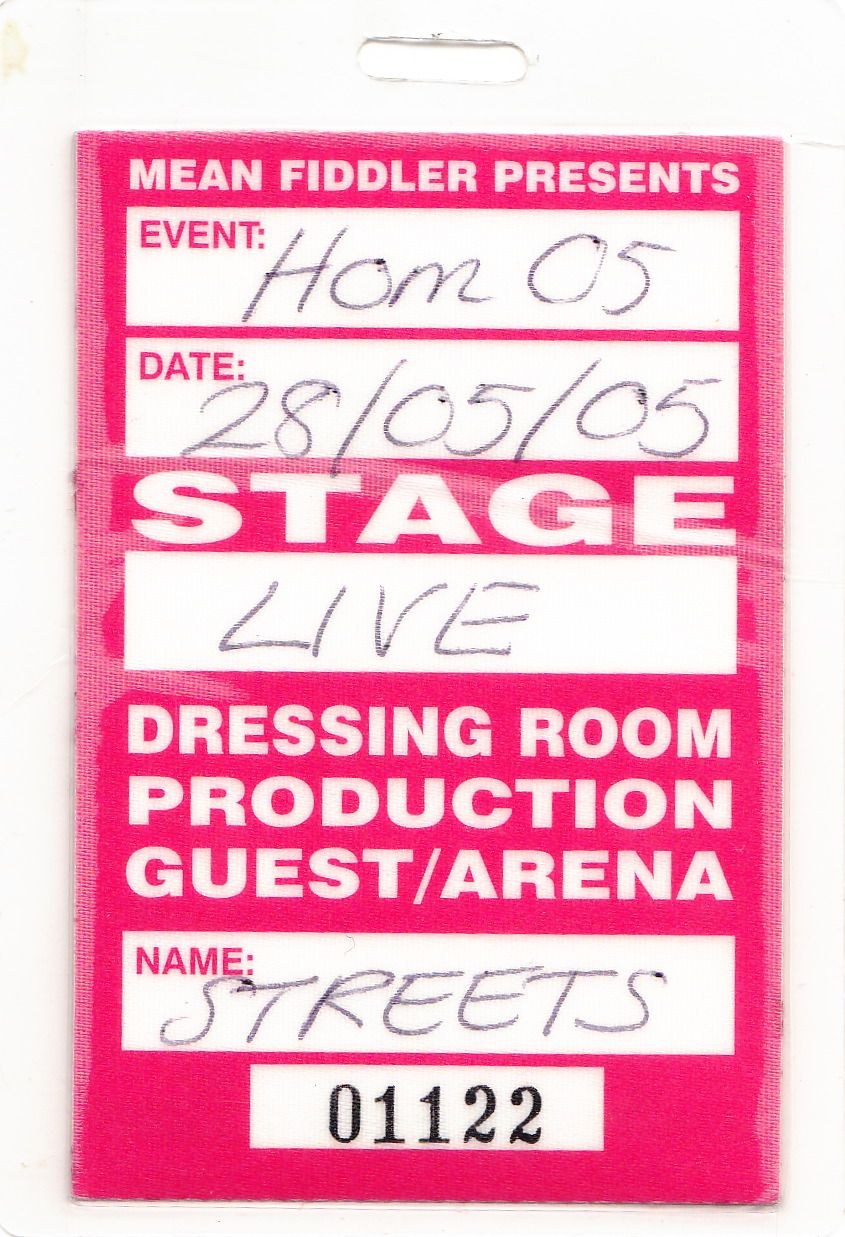 MEAN FIDDLER PRESENTS
EVENT: Hom 05
DATE: 28/05/05
STAGE
LIVE
DRESSING ROOM
PRODUCTION
GUEST/ARENA
NAME: STREETS
01122